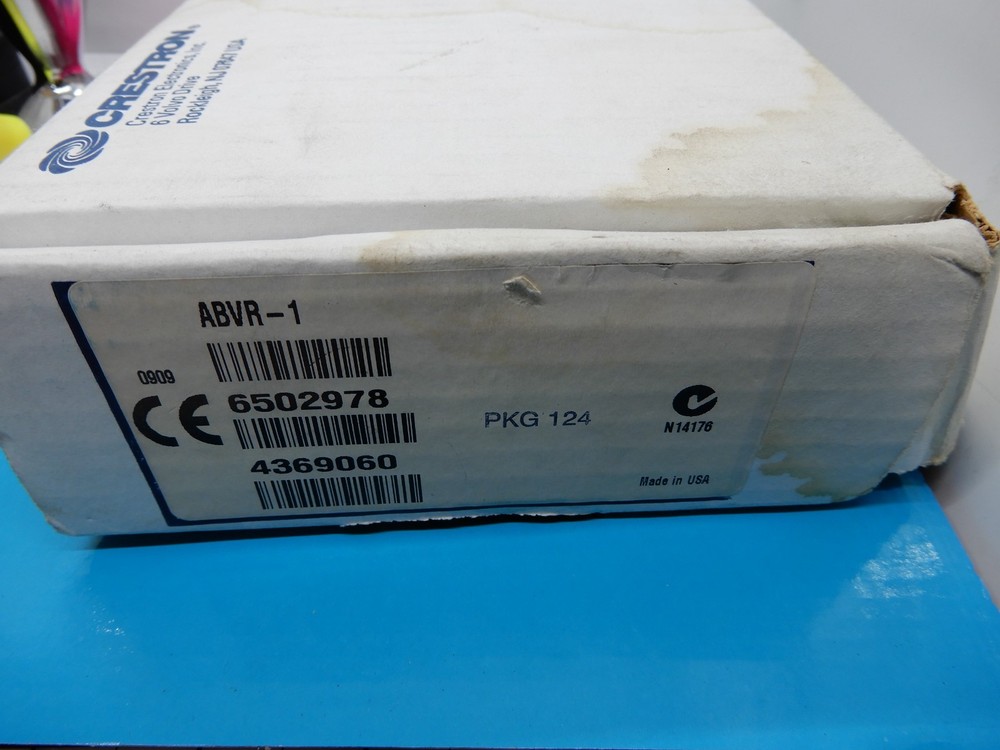 CRESTRON®
Crestron Electronics, Inc
6 Volvo Drive
Rockleigh, NJ 07647 USA
ABVR-1
0909
CE
6502978
PKG 124
N14176
4369060
Made in USA